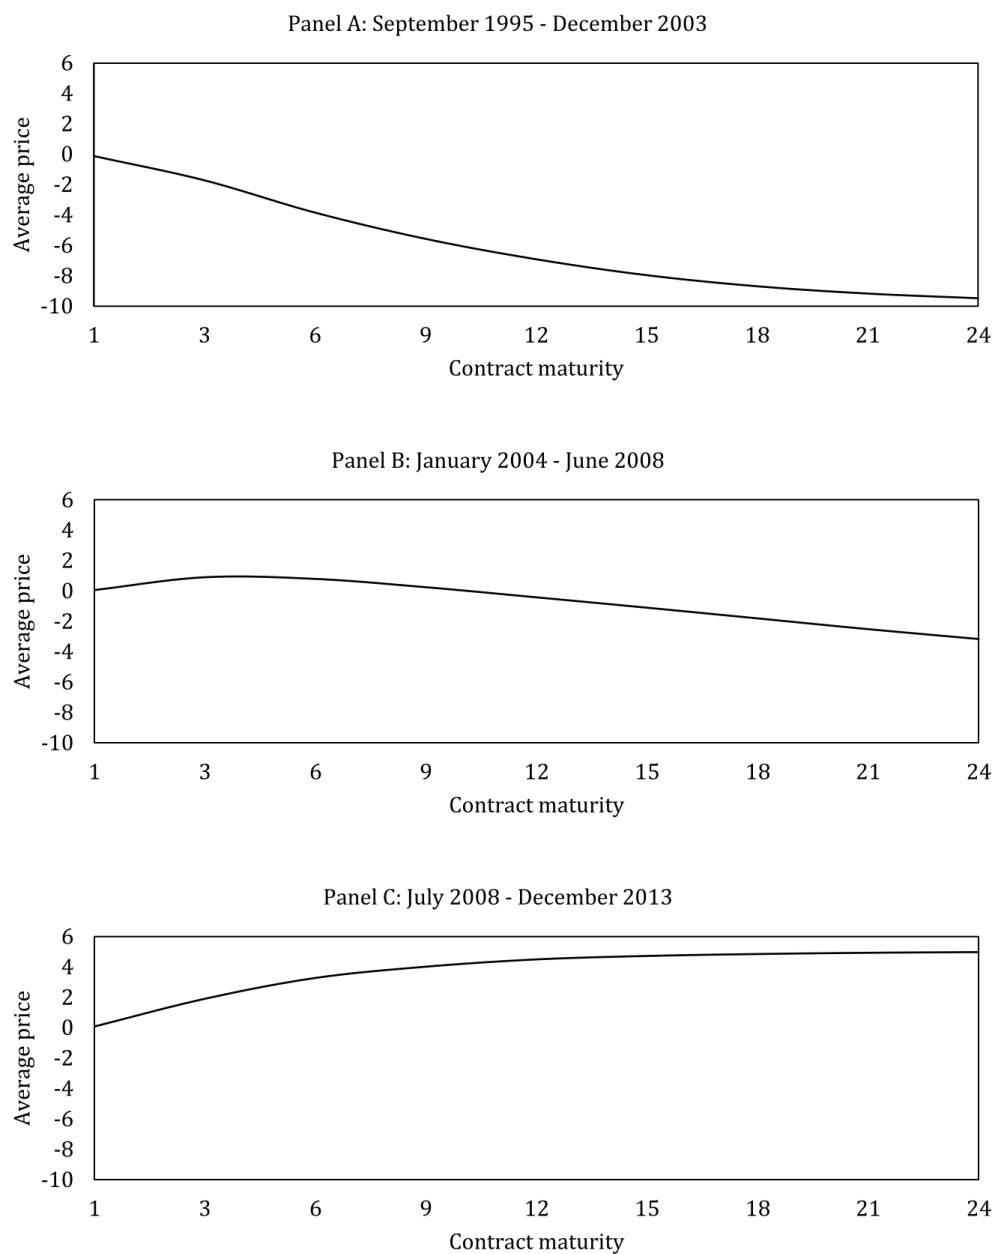 Panel A: September 1995 - December 2003
6
4
2
0
-2
-4
-6
-8
-10
Average price
1 3 6 9 12 15 18 21 24
Contract maturity
Panel B: January 2004 - June 2008
6
4
2
0
-2
-4
-6
-8
-10
Average price
1 3 6 9 12 15 18 21 24
Contract maturity
Panel C: July 2008 - December 2013
6
4
2
0
-2
-4
-6
-8
-10
Average price
1 3 6 9 12 15 18 21 24
Contract maturity